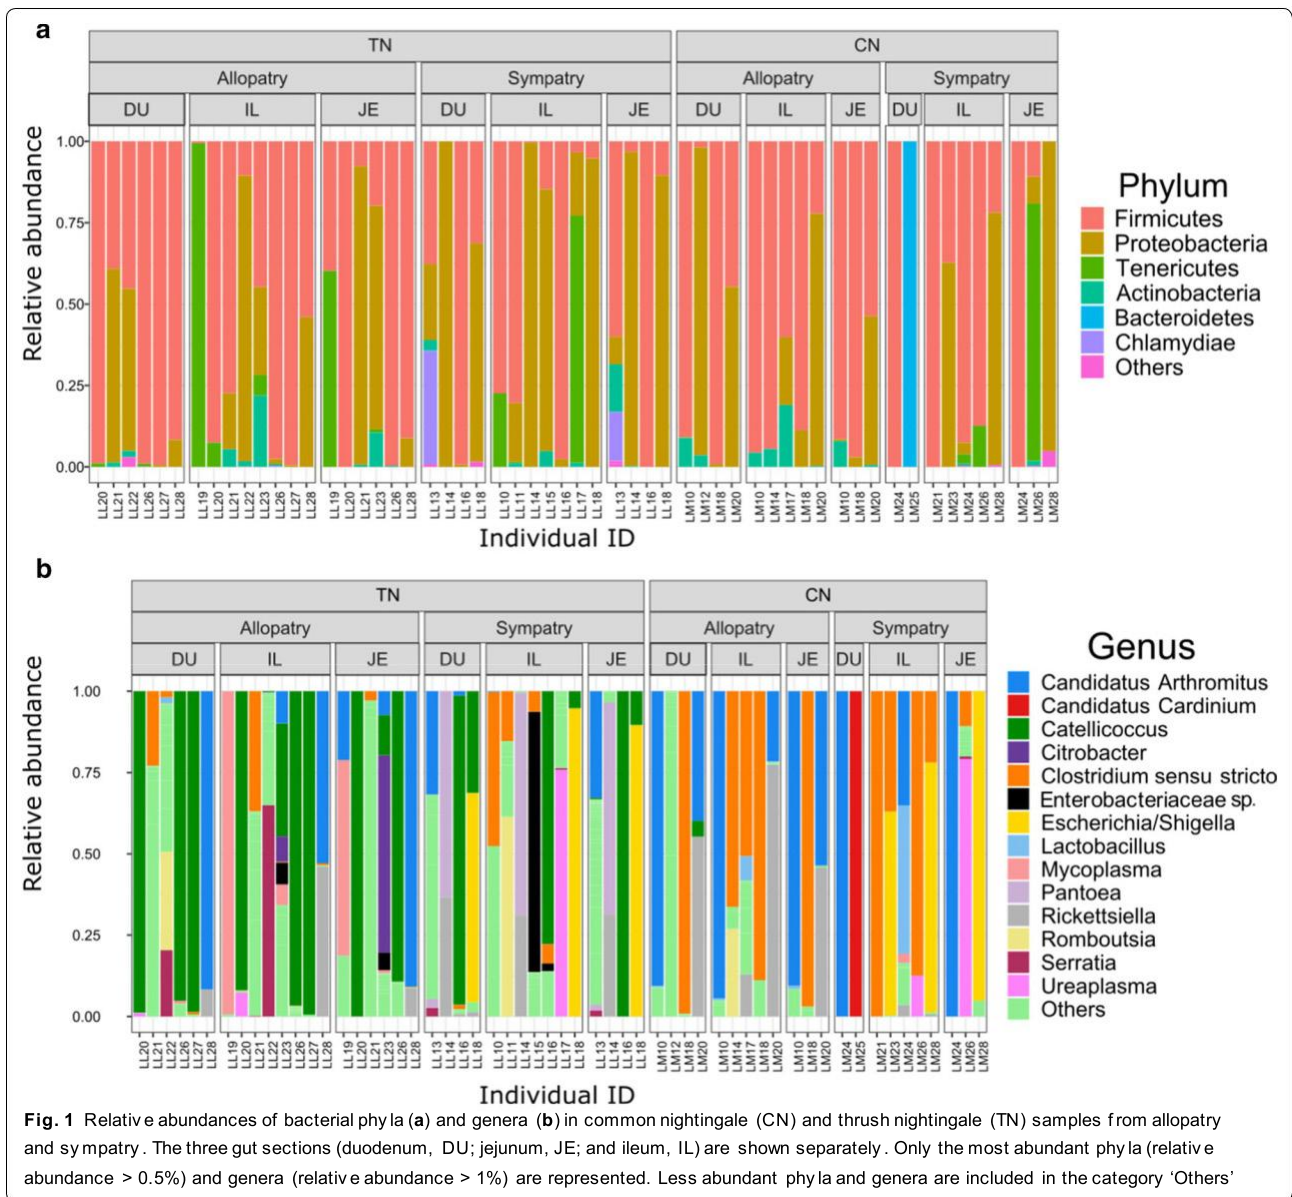 a
TN CN
Allopatry Sympatry Allopatry Sympatry
DU IL JE DU IL JE DU IL JE DU IL JE
Relative abundance
1.00
0.75
0.50
0.25
0.00
LL20 LL21 LL22 LL26 LL27 LL28 LL19 LL20 LL21 LL22 LL23 LL26 LL27 LL28 LL19 LL20 LL21 LL23 LL26 LL28 LL13 LL14 LL16 LL18 LL10 LL11 LL14 LL15 LL16 LL17 LL18 LL13 LL14 LL16 LL18 LM10 LM12 LM18 LM20 LM10 LM14 LM17 LM18 LM20 LM10 LM18 LM20 LM24 LM25 LM21 LM23 LM24 LM26 LM28 LM24 LM26 LM28
Individual ID
Phylum
Firmicutes
Proteobacteria
Tenericutes
Actinobacteria
Bacteroidetes
Chlamydiae
Others
b
TN CN
Allopatry Sympatry Allopatry Sympatry
DU IL JE DU IL JE DU IL JE DU IL JE
Relative abundance
1.00
0.75
0.50
0.25
0.00
LL20 LL21 LL22 LL26 LL27 LL28 LL19 LL20 LL21 LL22 LL23 LL26 LL27 LL28 LL19 LL20 LL21 LL23 LL26 LL28 LL13 LL14 LL16 LL18 LL10 LL11 LL14 LL15 LL16 LL17 LL18 LL13 LL14 LL16 LL18 LM10 LM12 LM18 LM20 LM10 LM14 LM17 LM18 LM20 LM10 LM18 LM20 LM24 LM25 LM21 LM23 LM24 LM26 LM28 LM24 LM26 LM28
Individual ID
Genus
Candidatus Arthromitus
Candidatus Cardinium
Catellicoccus
Citrobacter
Clostridium sensu stricto
Enterobacteriaceae sp.
Escherichia/Shigella
Lactobacillus
Mycoplasma
Pantoea
Rickettsiella
Romboutsia
Serratia
Ureaplasma
Others
Fig. 1 Relative abundances of bacterial phyla (a) and genera (b) in common nightingale (CN) and thrush nightingale (TN) samples from allopatry
and sympatry. The three gut sections (duodenum, DU; jejunum, JE; and ileum, IL) are shown separately. Only the most abundant phyla (relative
abundance > 0.5%) and genera (relative abundance > 1%) are represented. Less abundant phyla and genera are included in the category ‘Others’